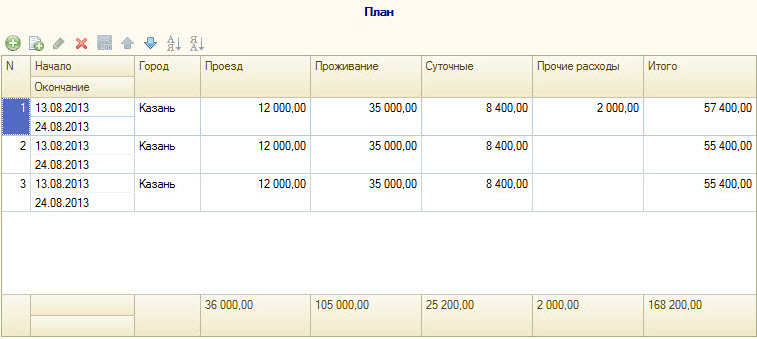 План
N Начало Город Проезд Проживание Суточные Прочие расходы Итого
Окончание
1 13.08.2013 Казань 12 000,00 35 000,00 8 400,00 2 000,00 57 400,00
24.08.2013
2 13.08.2013 Казань 12 000,00 35 000,00 8 400,00 55 400,00
24.08.2013
3 13.08.2013 Казань 12 000,00 35 000,00 8 400,00 55 400,00
24.08.2013
36 000,00 105 000,00 25 200,00 2 000,00 168 200,00